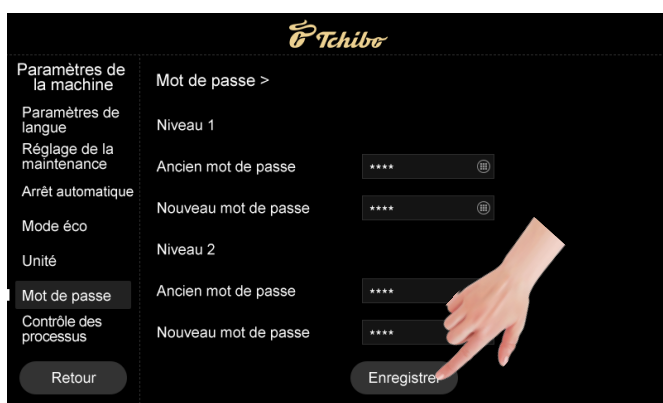 Tchibo
Paramètres de
la machine
Paramètres de
langue
Réglage de la
maintenance
Arrêt automatique
Mode éco
Unité
Mot de passe
Contrôle des
processus
Retour
Mot de passe >
Niveau 1
Ancien mot de passe ****
Nouveau mot de passe ****
Niveau 2
Ancien mot de passe ****
Nouveau mot de passe ****
Enregistrer